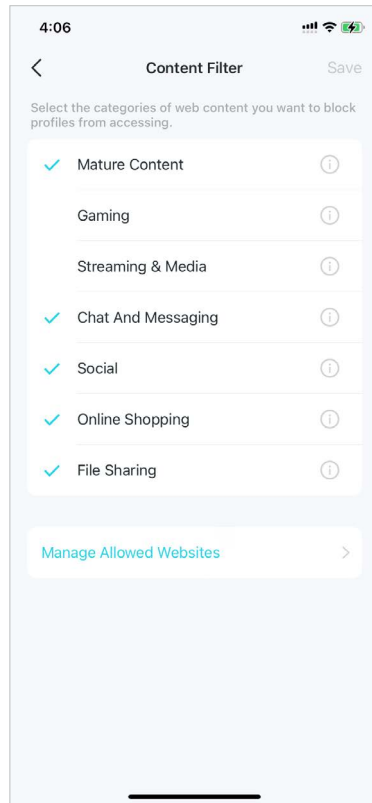 4:06
Content Filter
Save
Select the categories of web content you want to block
profiles from accessing.
Mature Content
Gaming
Streaming & Media
Chat And Messaging
Social
Online Shopping
File Sharing
Manage Allowed Websites